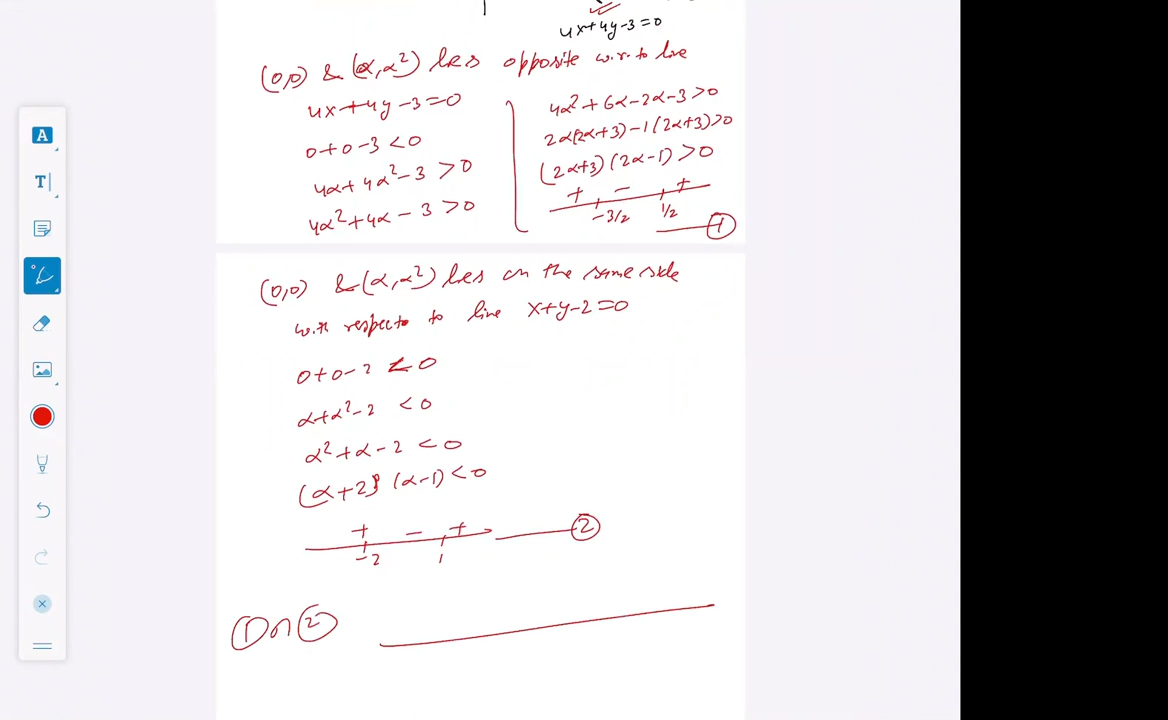 4x+4y-3=0
(0,0) & (α,α²) lies opposite w.r.to line
4x+4y-3=0
0+0-3<0
4α+4α²-3>0
4α²+4α-3>0
4α²+6α-2α-3>0
2α(2α+3)-1(2α+3)>0
(2α+3)(2α-1)>0
+ - +
-3/2 1/2
1
(0,0) & (α,α²) lies on the same side
with respecto to line x+y-2=0
0+0-2<0
α+α²-2<0
α²+α-2<0
(α+2)(α-1)<0
+ - +
-2 1
2
1∩2
A
T